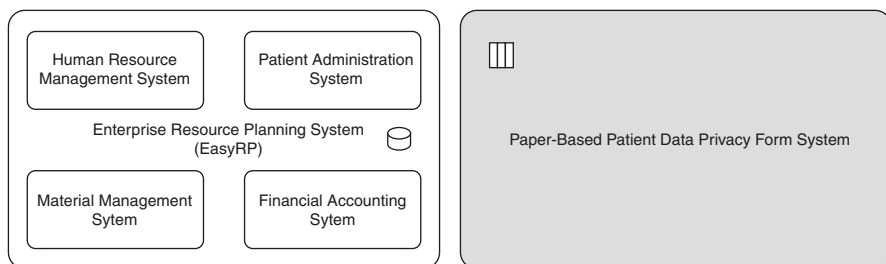 Human Resource
Management System
Patient Administration
System
Enterprise Resource Planning System
(EasyRP)
Material Management
Sytem
Financial Accounting
Sytem
Paper-Based Patient Data Privacy Form System